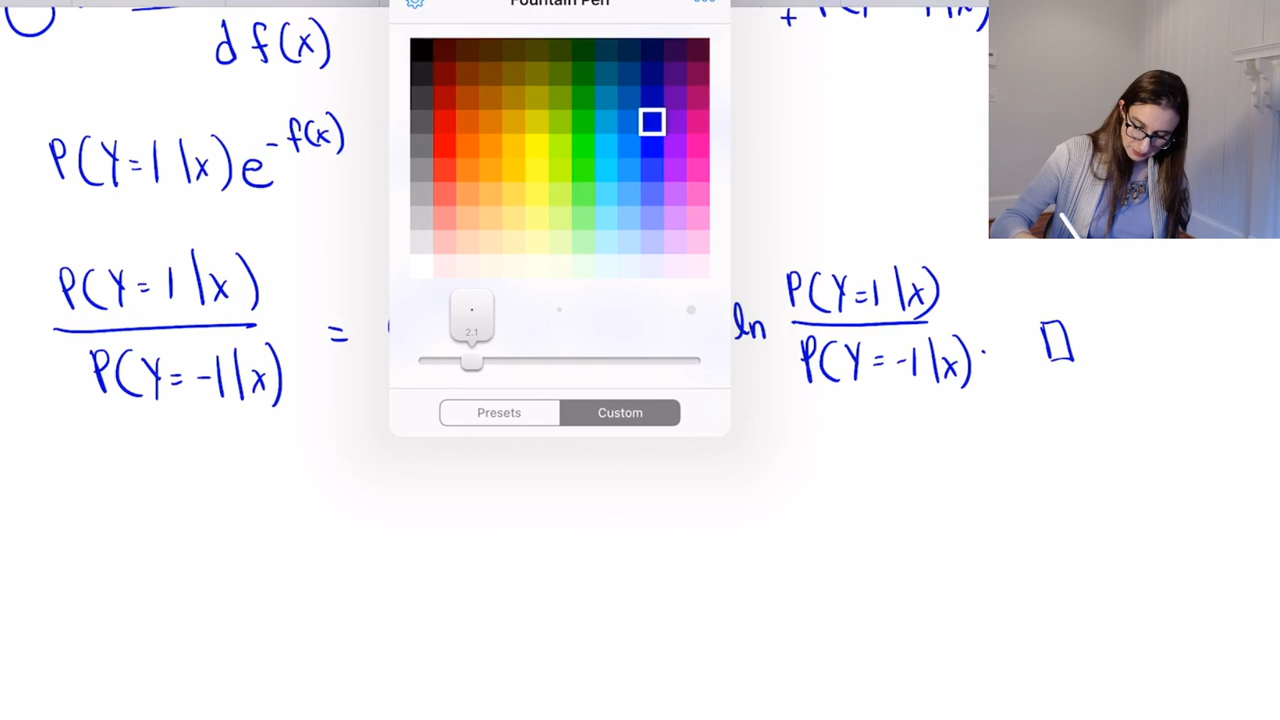 Fountain Pen
d f(x)
P(Y=1|x)e^-f(x)
P(Y=1|x)
P(Y=-1|x)
=
ln
P(Y=1|x)
P(Y=-1|x).
2.1
Presets
Custom